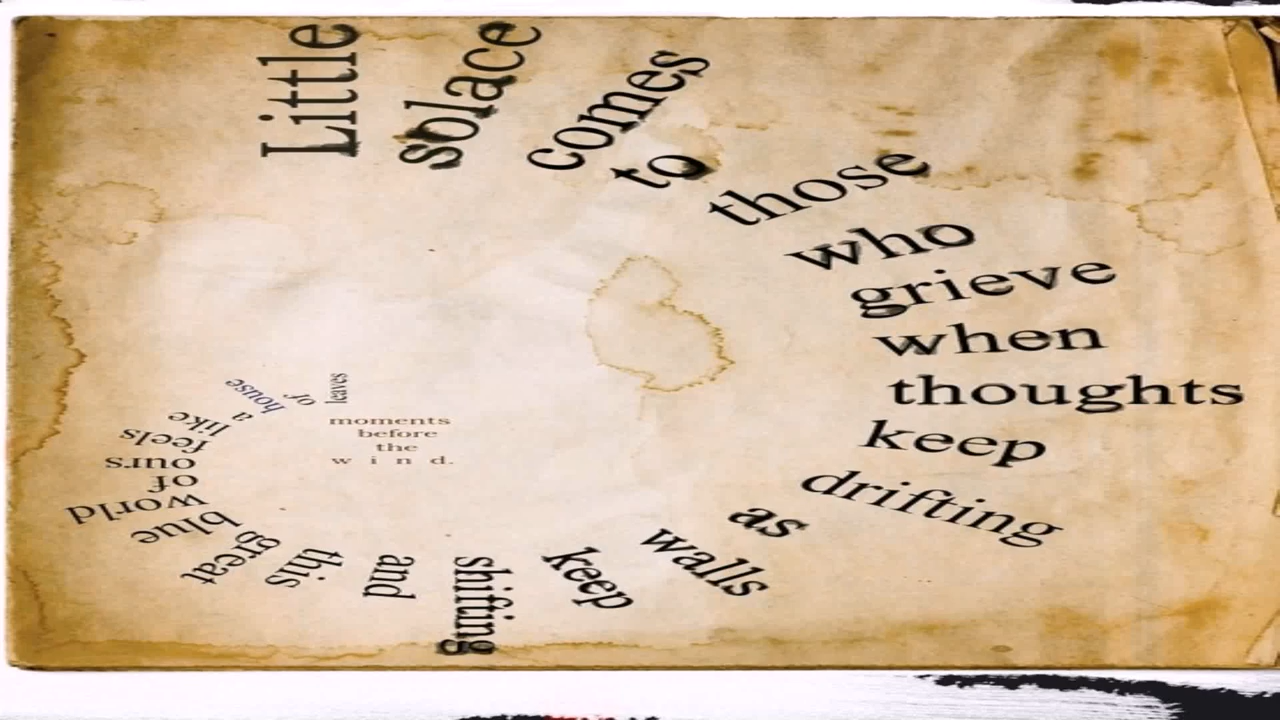 Little
solace
comes
to
those
who
grieve
when
thoughts
keep
drifting
as
walls
keep
shifting
and
this
great
blue
world
of
ours
feels
like
a
house
of
leaves
moments
before
the
w i n d.